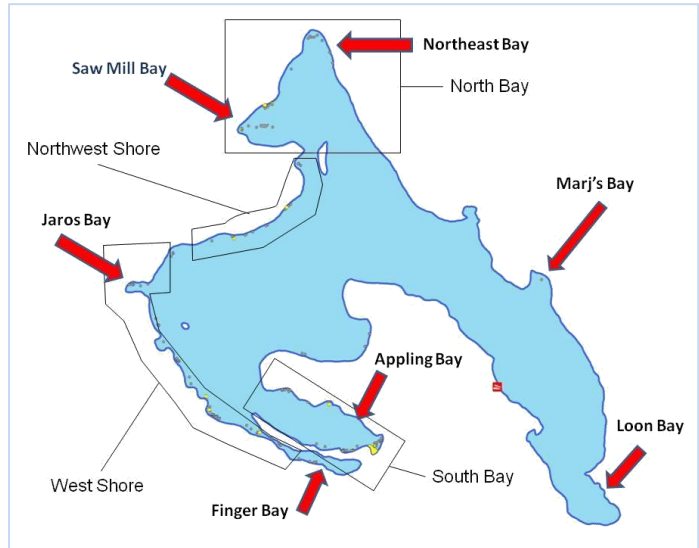 Northeast Bay
Saw Mill Bay
North Bay
Northwest Shore
Marj's Bay
Jaros Bay
Appling Bay
Loon Bay
South Bay
West Shore
Finger Bay